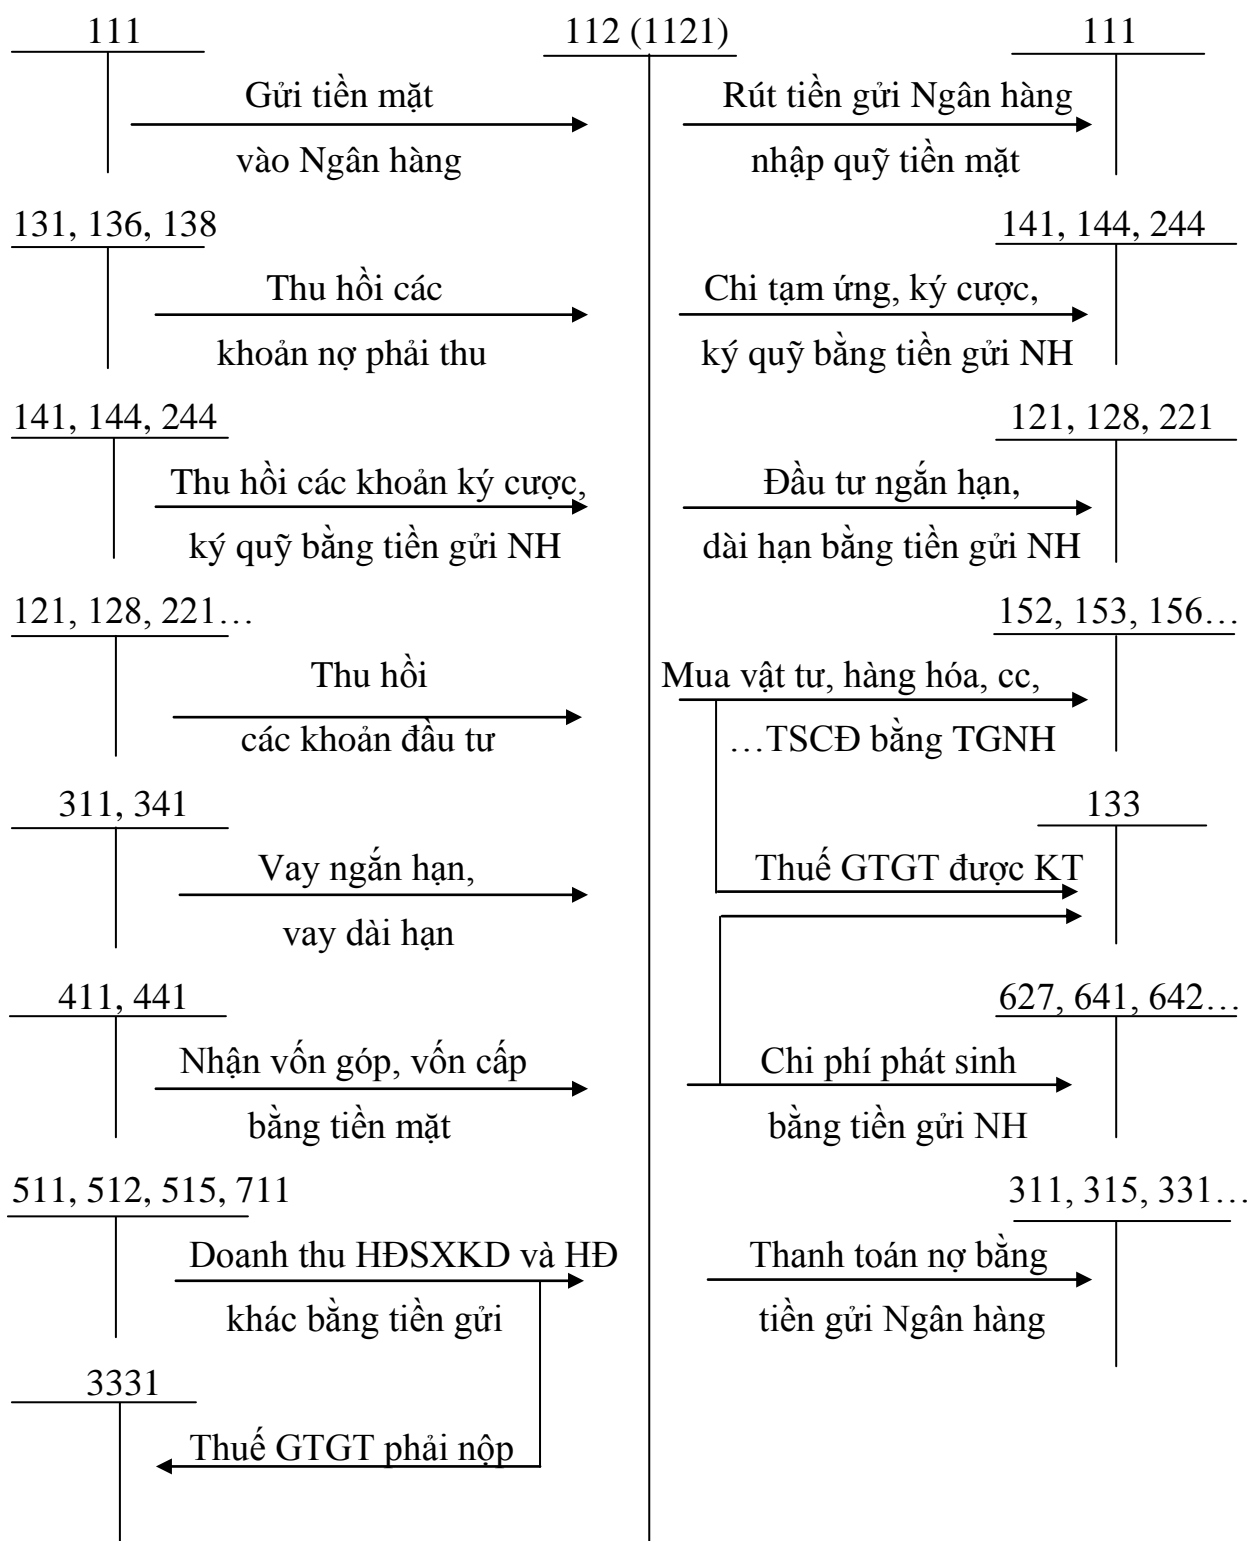 111
112 (1121)
111
Gửi tiền mặt
vào Ngân hàng
Rút tiền gửi Ngân hàng
nhập quỹ tiền mặt
131, 136, 138
141, 144, 244
Thu hồi các
khoản nợ phải thu
Chi tạm ứng, ký cược,
ký quỹ bằng tiền gửi NH
141, 144, 244
121, 128, 221
Thu hồi các khoản ký cược,
ký quỹ bằng tiền gửi NH
Đầu tư ngắn hạn,
dài hạn bằng tiền gửi NH
121, 128, 221…
152, 153, 156…
Thu hồi
các khoản đầu tư
Mua vật tư, hàng hóa, cc,
…TSCĐ bằng TGNH
311, 341
133
Vay ngắn hạn,
vay dài hạn
Thuế GTGT được KT
411, 441
627, 641, 642…
Nhận vốn góp, vốn cấp
bằng tiền mặt
Chi phí phát sinh
bằng tiền gửi NH
511, 512, 515, 711
311, 315, 331…
Doanh thu HĐSXKD và HĐ
khác bằng tiền gửi
Thanh toán nợ bằng
tiền gửi Ngân hàng
3331
Thuế GTGT phải nộp